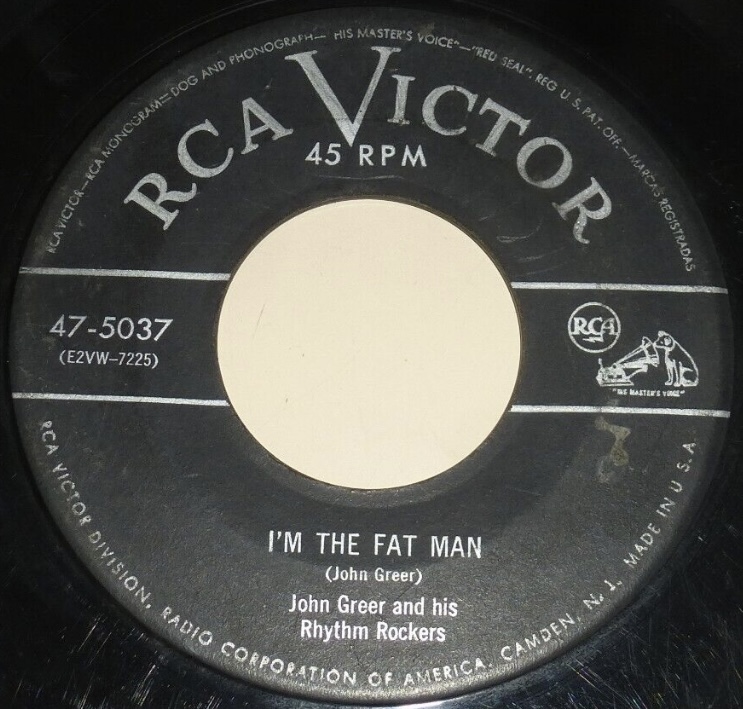 RCA VICTOR—RCA MONOGRAM—DOG AND PHONOGRAPH—"HIS MASTER'S VOICE"—"RED SEAL" REG U.S. PAT. OFF.—MARCAS REGISTRADAS
RCA VICTOR
45 RPM
47-5037
(E2VW-7225)
RCA
"HIS MASTER'S VOICE"
I'M THE FAT MAN
(John Greer)
John Greer and his
Rhythm Rockers
RCA VICTOR DIVISION, RADIO CORPORATION OF AMERICA, CAMDEN, N. J. MADE IN U.S.A.